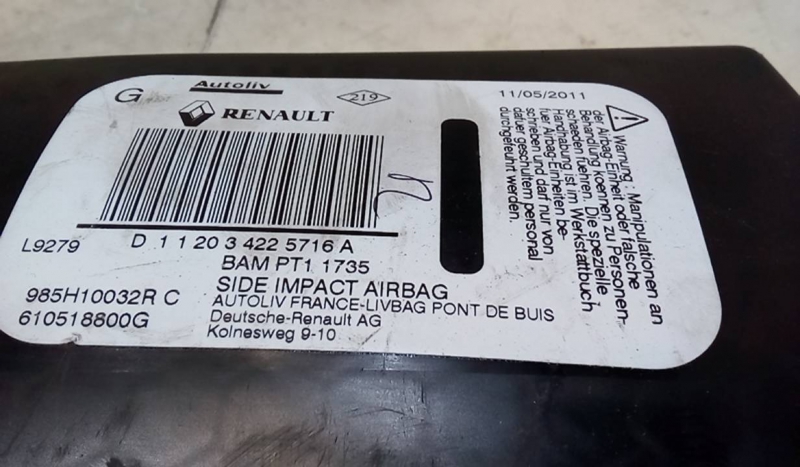 G
Autoliv
219
11/05/2011
RENAULT
L9279
D 1 1 20 3 422 5716 A
BAM PT1 1735
985H10032R C
SIDE IMPACT AIRBAG
610518800G
AUTOLIV FRANCE-LIVBAG PONT DE BUIS
Deutsche-Renault AG
Kolnesweg 9-10
Warnung : Manipulationen an
der Airbag-Einheit oder falsche
Behandlung koennen zu Personen-
schaeden fuehren. Die spezielle
Handhabung ist im Werkstattbuch
fuer Airbag-Einheiten be-
schrieben und darf nur von
dafuer geschultem personal
durchgefuehrt werden.